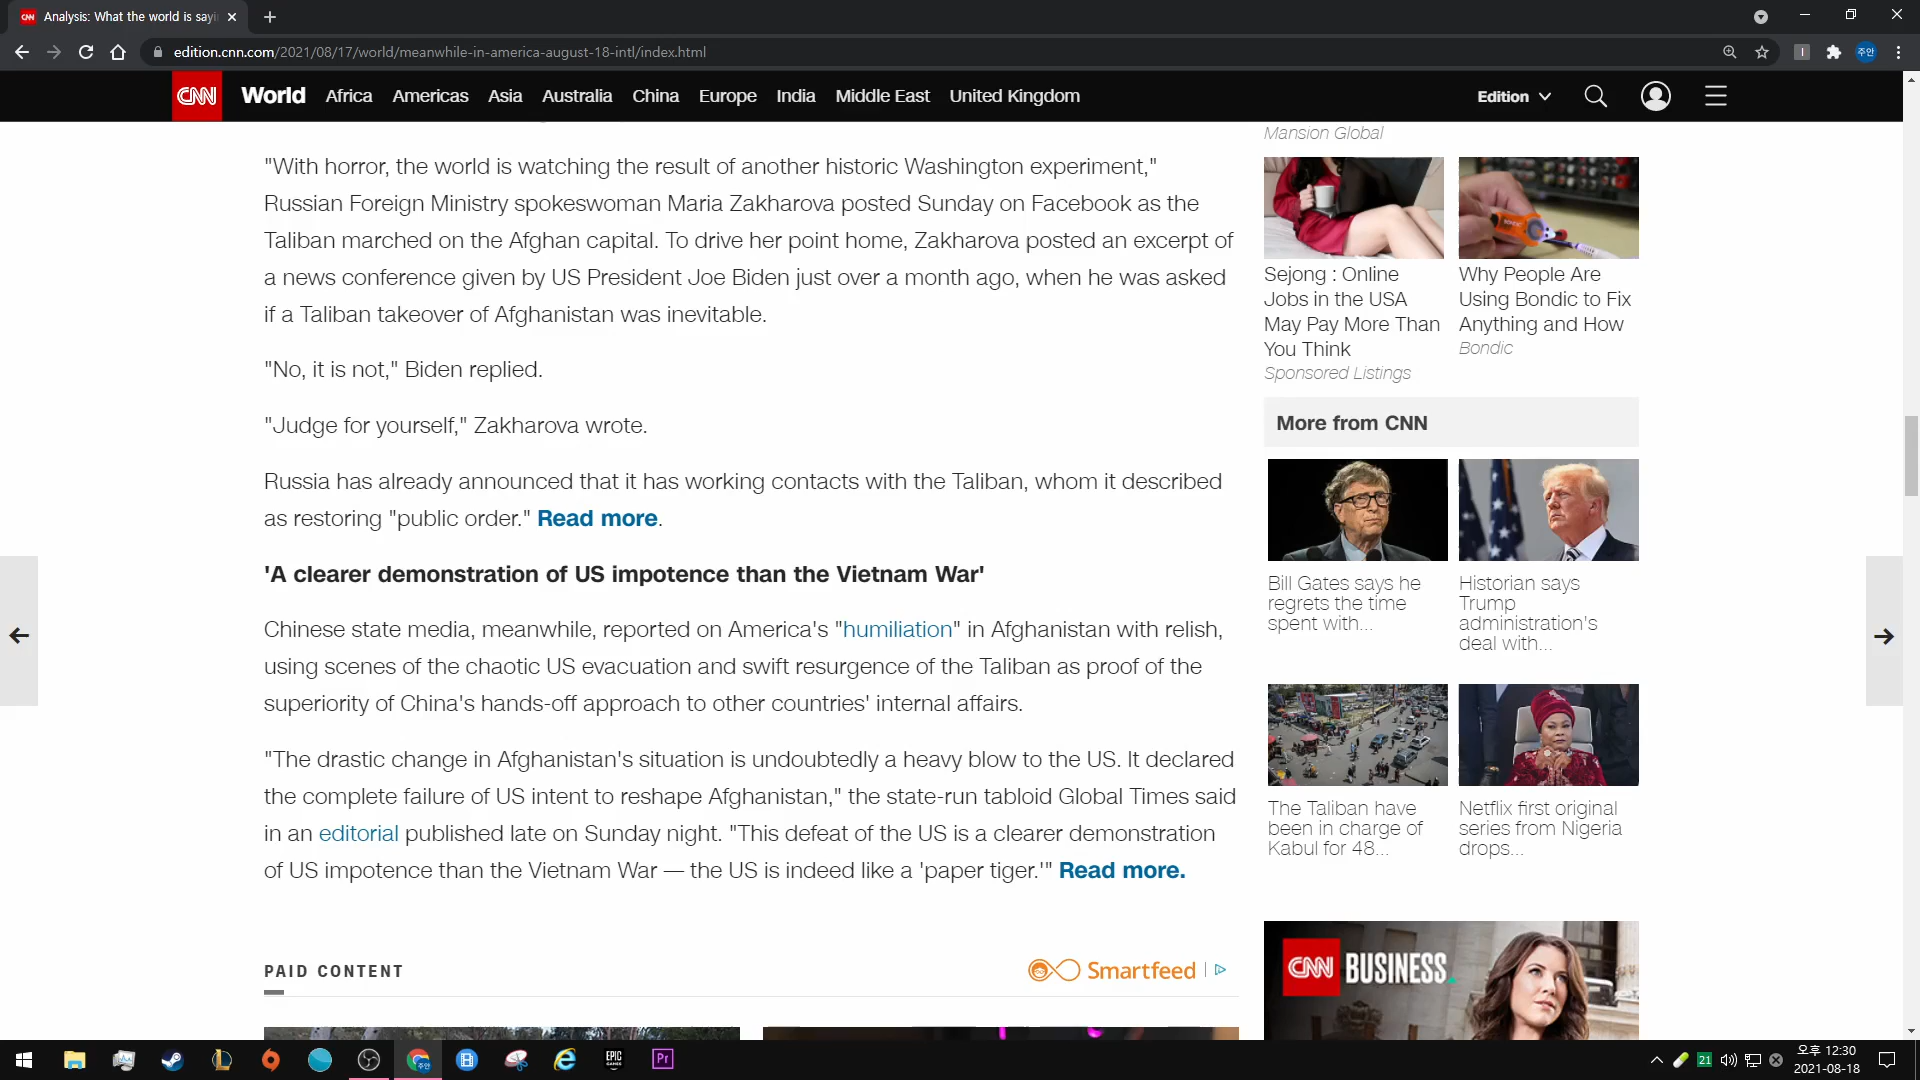 Analysis: What the world is sayi
edition.cnn.com/2021/08/17/world/meanwhile-in-america-august-18-intl/index.html
주안
CNN World Africa Americas Asia Australia China Europe India Middle East United Kingdom
Edition
"With horror, the world is watching the result of another historic Washington experiment,"
Russian Foreign Ministry spokeswoman Maria Zakharova posted Sunday on Facebook as the
Taliban marched on the Afghan capital. To drive her point home, Zakharova posted an excerpt of
a news conference given by US President Joe Biden just over a month ago, when he was asked
if a Taliban takeover of Afghanistan was inevitable.
"No, it is not," Biden replied.
"Judge for yourself," Zakharova wrote.
Russia has already announced that it has working contacts with the Taliban, whom it described
as restoring "public order." Read more.
'A clearer demonstration of US impotence than the Vietnam War'
Chinese state media, meanwhile, reported on America's "humiliation" in Afghanistan with relish,
using scenes of the chaotic US evacuation and swift resurgence of the Taliban as proof of the
superiority of China's hands-off approach to other countries' internal affairs.
"The drastic change in Afghanistan's situation is undoubtedly a heavy blow to the US. It declared
the complete failure of US intent to reshape Afghanistan," the state-run tabloid Global Times said
in an editorial published late on Sunday night. "This defeat of the US is a clearer demonstration
of US impotence than the Vietnam War — the US is indeed like a 'paper tiger.'" Read more.
PAID CONTENT
Smartfeed
Mansion Global
Sejong : Online
Jobs in the USA
May Pay More Than
You Think
Sponsored Listings
Why People Are
Using Bondic to Fix
Anything and How
Bondic
More from CNN
Bill Gates says he
regrets the time
spent with...
Historian says
Trump
administration's
deal with...
The Taliban have
been in charge of
Kabul for 48...
Netflix first original
series from Nigeria
drops...
CNN BUSINESS
EPIC
GAMES
Pr
21
오후 12:30
2021-08-18